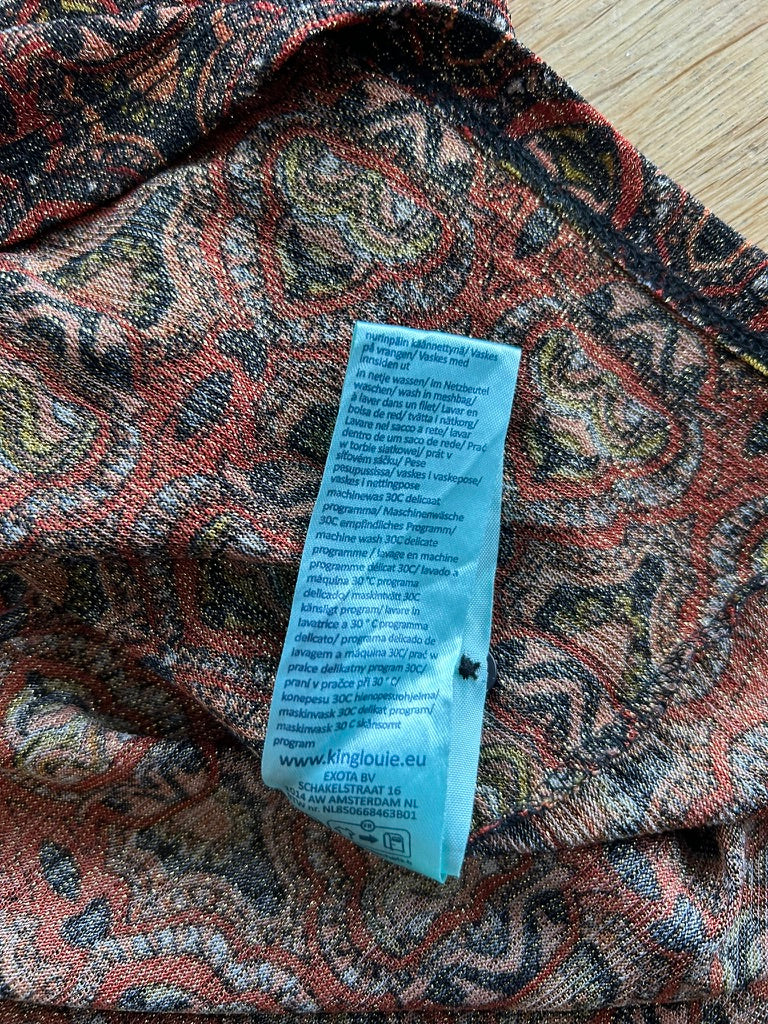 nurinpäin käännettynä/ Vaskes
på vrangen/ Vaskes med
innsiden ut
in netje wassen/ im Netzbeutel
waschen/ wash in meshbag/
à laver dans un filet/ Lavar en
bolsa de red/ tvätta i nätkorg/
Lavare nel sacco a rete/ lavar
dentro de um saco de rede/ Prać
w torbie siatkowej/ prát v
síťovém sáčku/ Pese
pesupussissa/ vaskes i vaskepose/
vaskes i nettingpose
machinewas 30C delicaat
programma/ Maschinenwäsche
30C empfindliches Programm/
machine wash 30C delicate
programme / lavage en machine
programme délicat 30C/ lavado a
máquina 30 °C programa
delicado/ maskintvätt 30C
känsligt program/ lavare in
lavatrice a 30 ° C programma
delicato/ programa delicado de
lavagem a máquina 30C/ prać w
pralce delikatny program 30C/
praní v pračce při 30 ° C/
konepesu 30C hienopesuohjelma/
maskinvask 30C delikat program/
maskinvask 30 C skånsomt
program
www.kinglouie.eu
EXOTA BV
SCHAKELSTRAAT 16
1014 AW AMSTERDAM NL
nr. NL850668463B01
FR